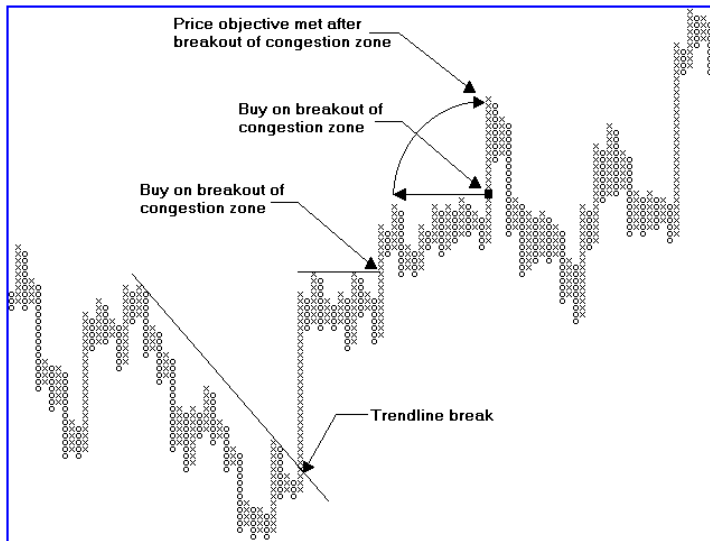 Price objective met after
breakout of congestion zone
Buy on breakout of
congestion zone
Buy on breakout of
congestion zone
Trendline break